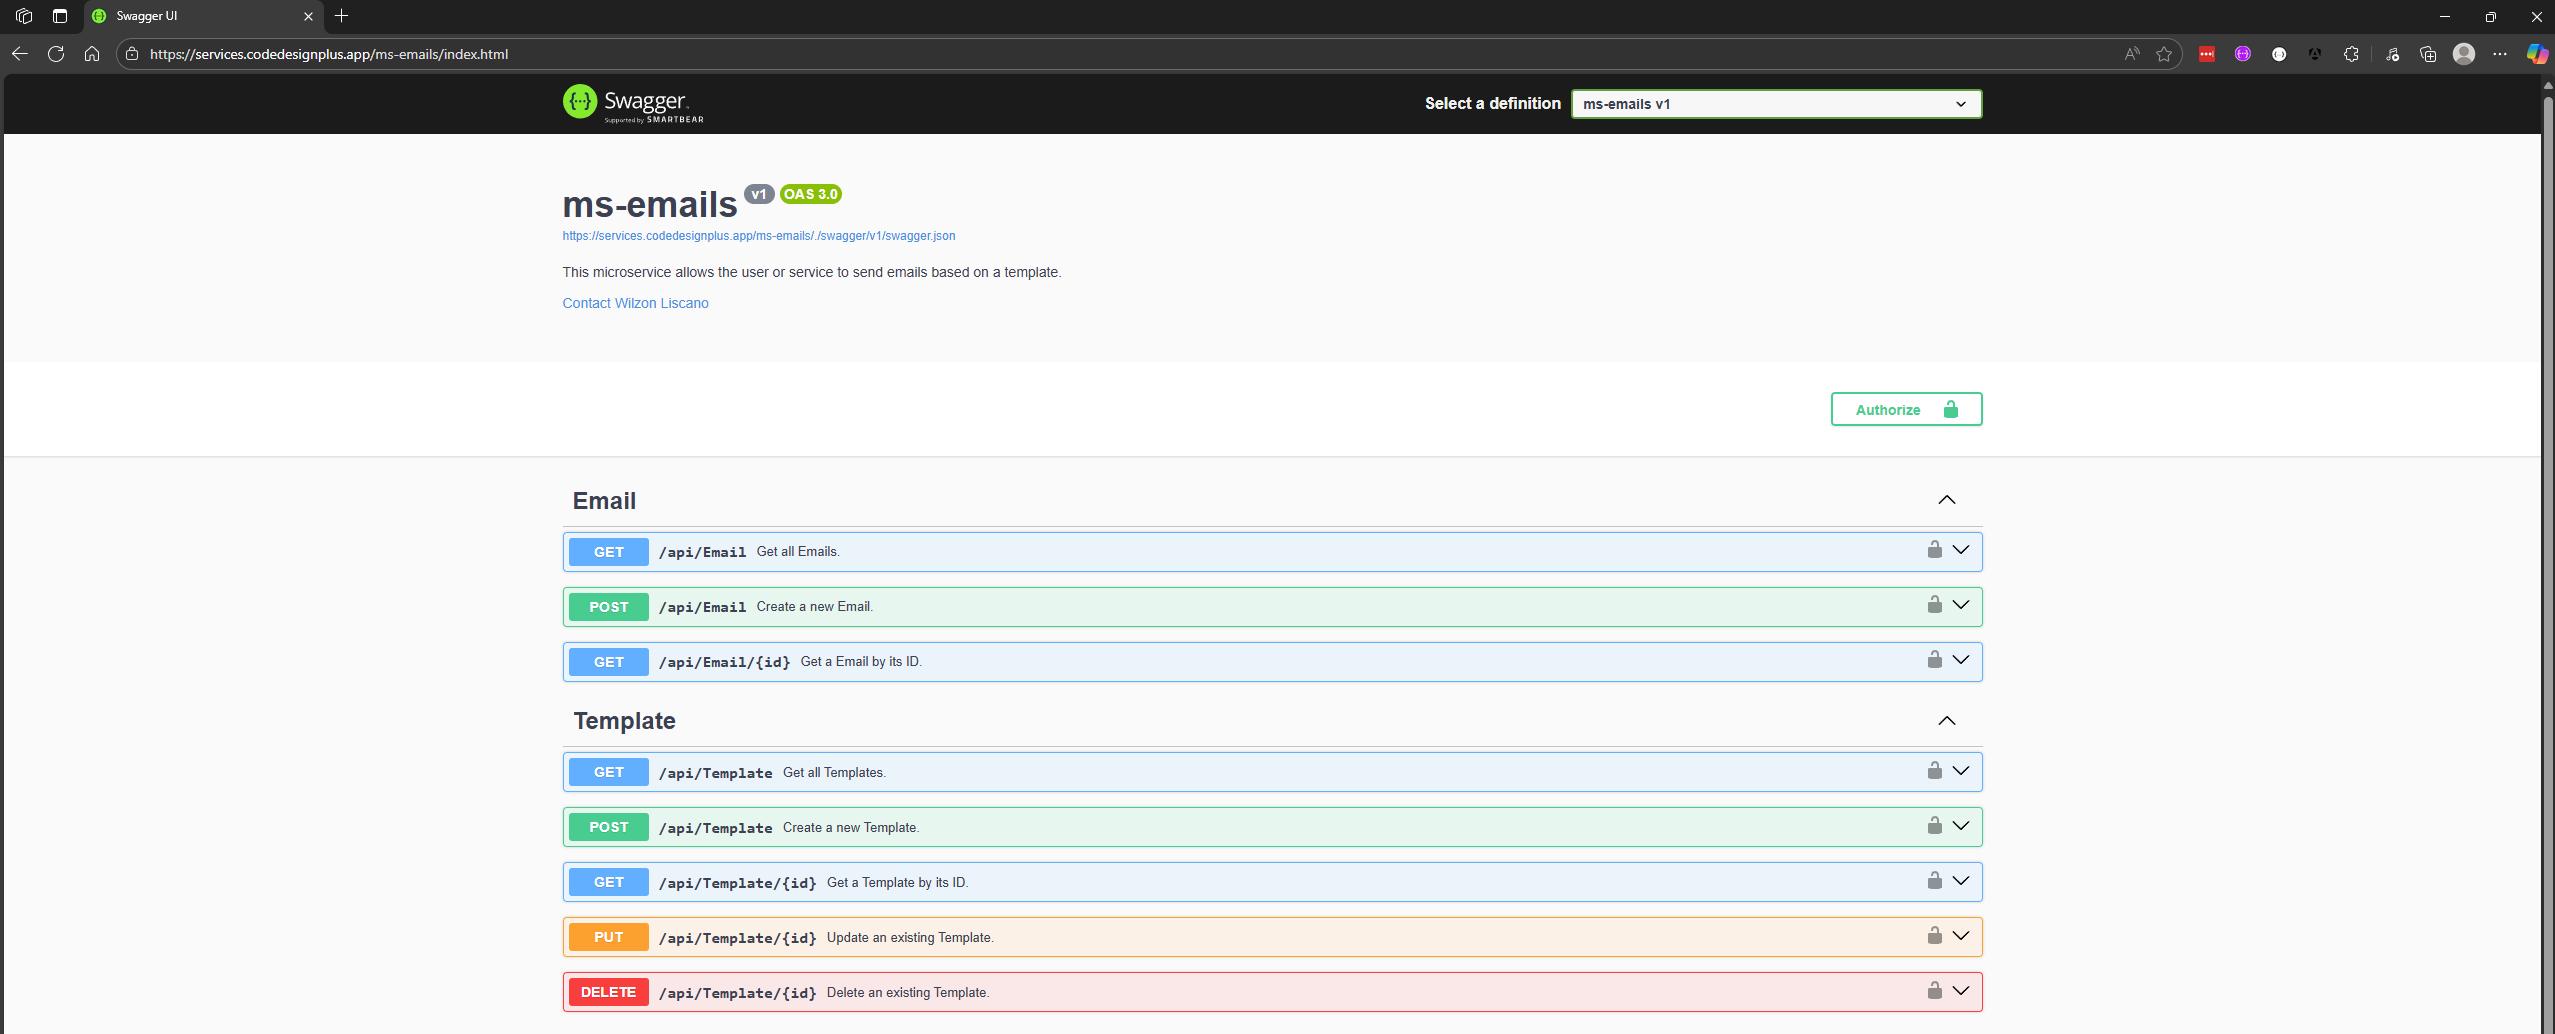 Swagger UI
https://services.codedesignplus.app/ms-emails/index.html
Swagger
Supported by SMARTBEAR
Select a definition
ms-emails v1
ms-emails v1 OAS 3.0
https://services.codedesignplus.app/ms-emails/./swagger/v1/swagger.json
This microservice allows the user or service to send emails based on a template.
Contact Wilzon Liscano
Authorize
Email
GET /api/Email Get all Emails.
POST /api/Email Create a new Email.
GET /api/Email/{id} Get a Email by its ID.
Template
GET /api/Template Get all Templates.
POST /api/Template Create a new Template.
GET /api/Template/{id} Get a Template by its ID.
PUT /api/Template/{id} Update an existing Template.
DELETE /api/Template/{id} Delete an existing Template.